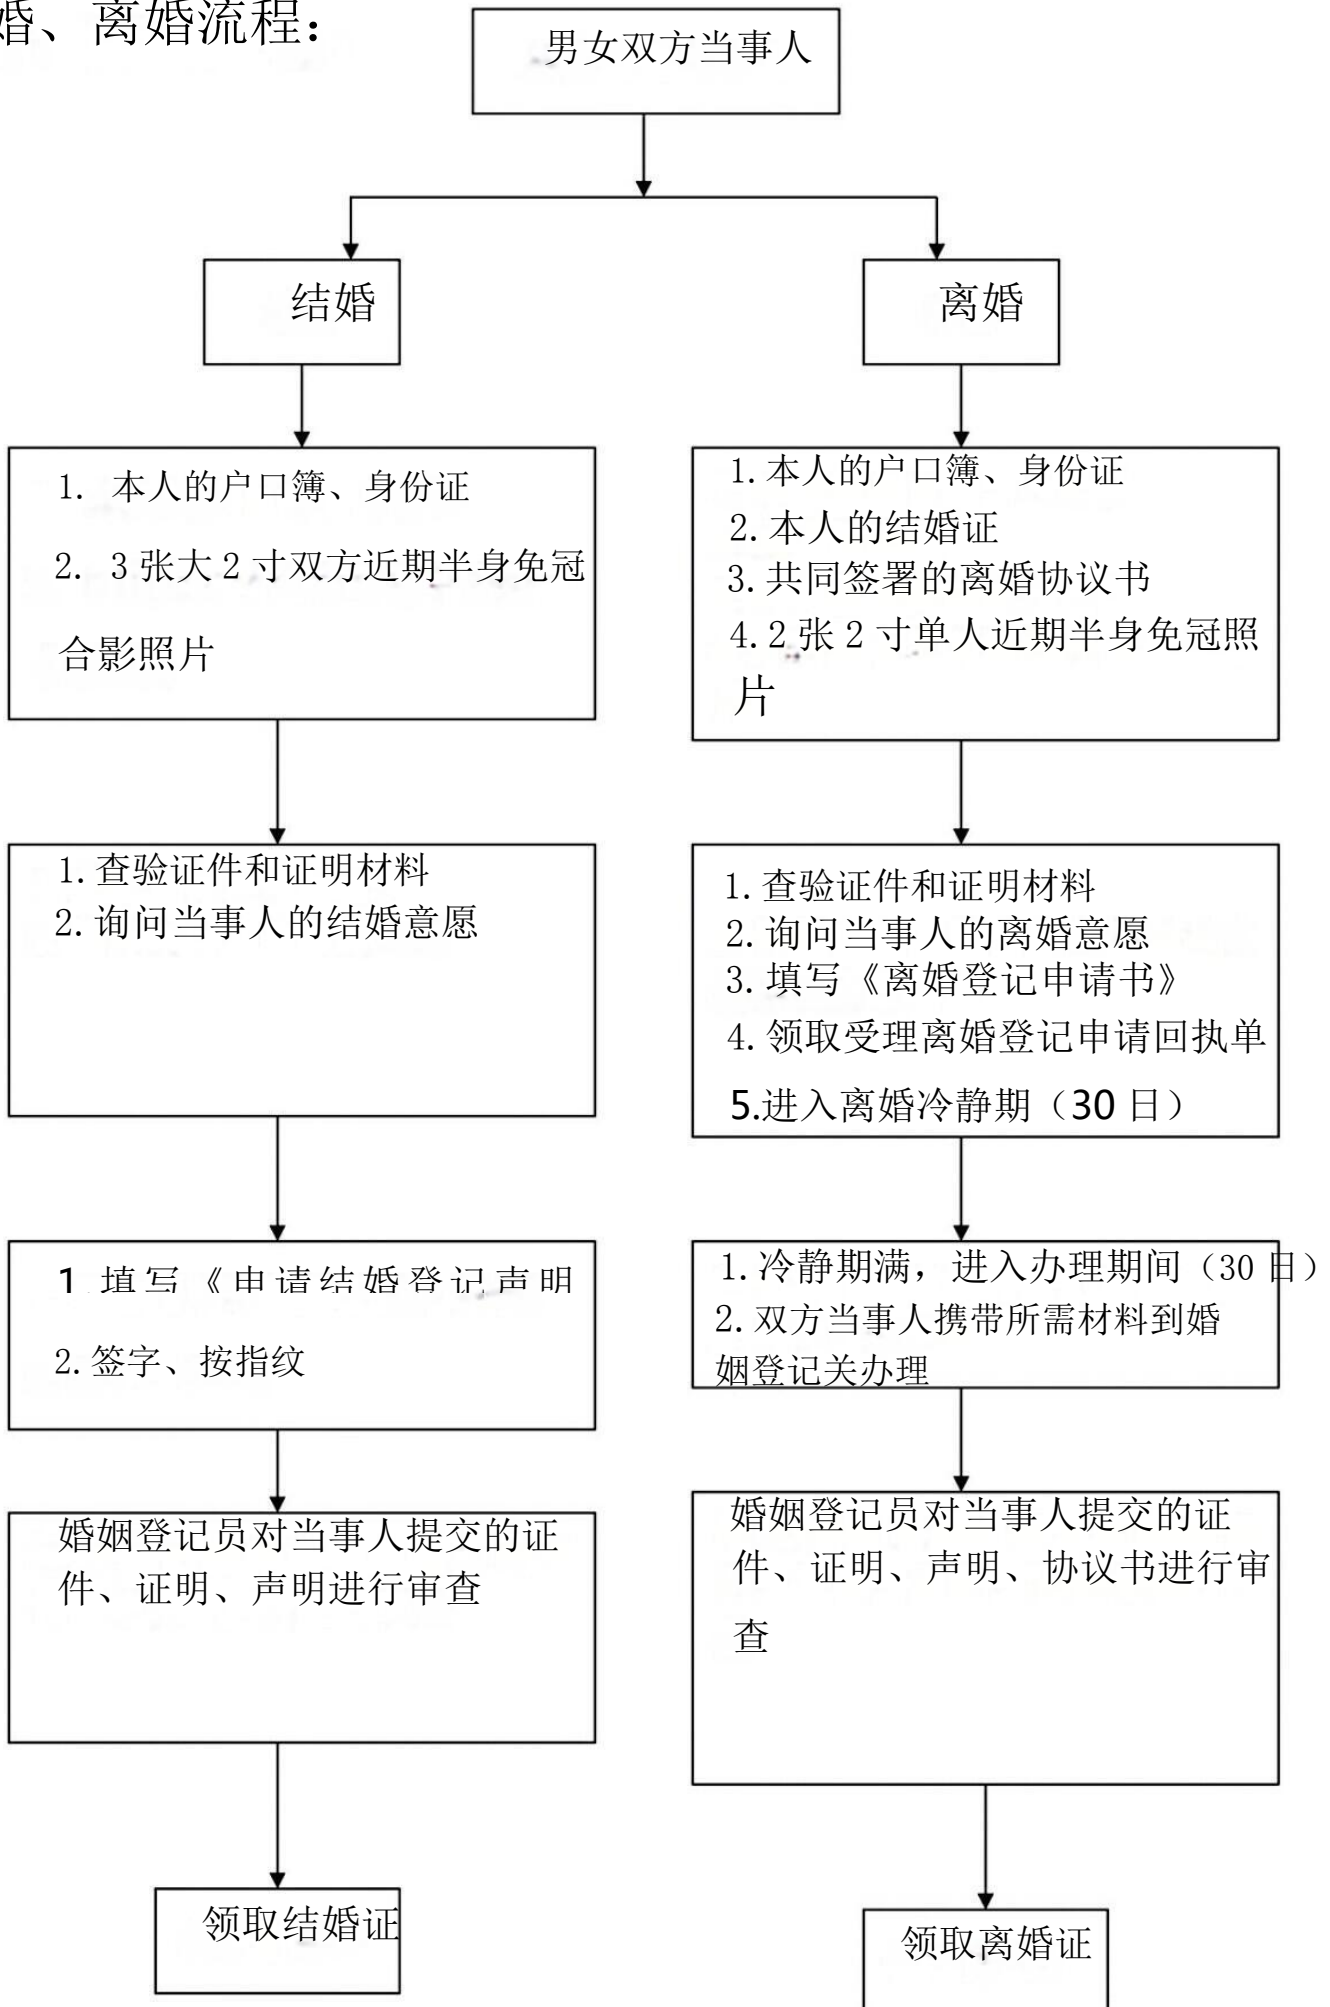 婚、离婚流程：
男女双方当事人
结婚
离婚
1. 本人的户口簿、身份证
2. 3张大2寸双方近期半身免冠
合影照片
1.本人的户口簿、身份证
2.本人的结婚证
3.共同签署的离婚协议书
4.2张2寸单人近期半身免冠照
片
1.查验证件和证明材料
2.询问当事人的结婚意愿
1.查验证件和证明材料
2.询问当事人的离婚意愿
3.填写《离婚登记申请书》
4.领取受理离婚登记申请回执单
5.进入离婚冷静期（30日）
1.填写《申请结婚登记声明
2.签字、按指纹
1.冷静期满，进入办理期间（30日）
2.双方当事人携带所需材料到婚
姻登记关办理
婚姻登记员对当事人提交的证
件、证明、声明进行审查
婚姻登记员对当事人提交的证
件、证明、声明、协议书进行审
查
领取结婚证
领取离婚证